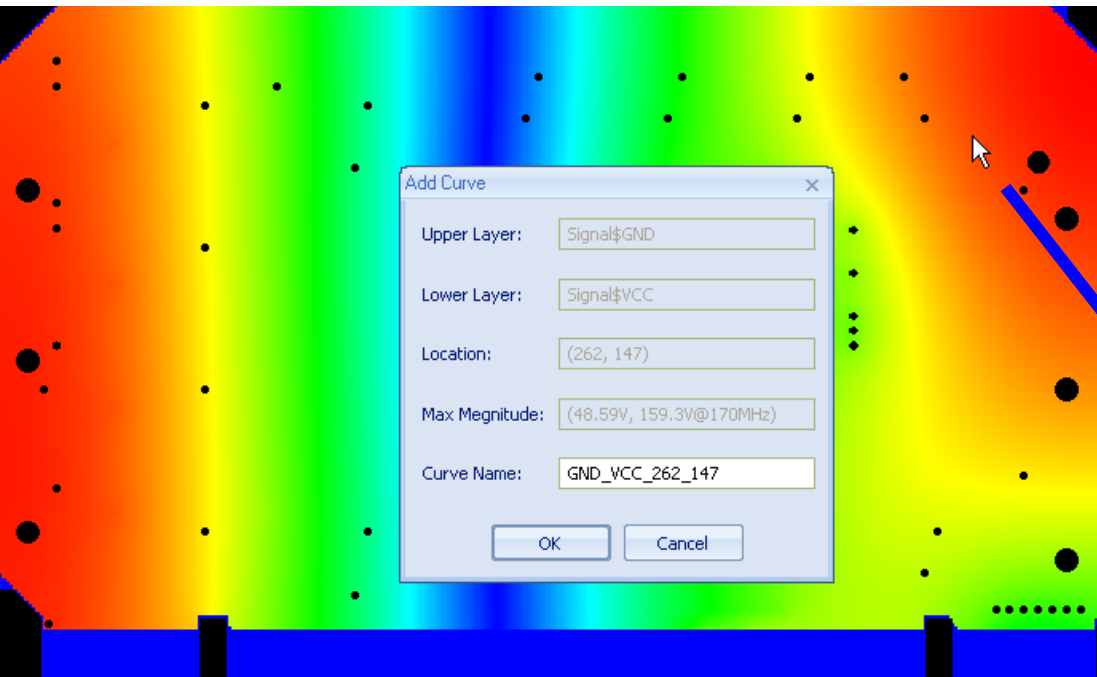 Add Curve
Upper Layer: Signal$GND
Lower Layer: Signal$VCC
Location: (262, 147)
Max Megnitude: (48.59V, 159.3V@170MHz)
Curve Name: GND_VCC_262_147
OK Cancel